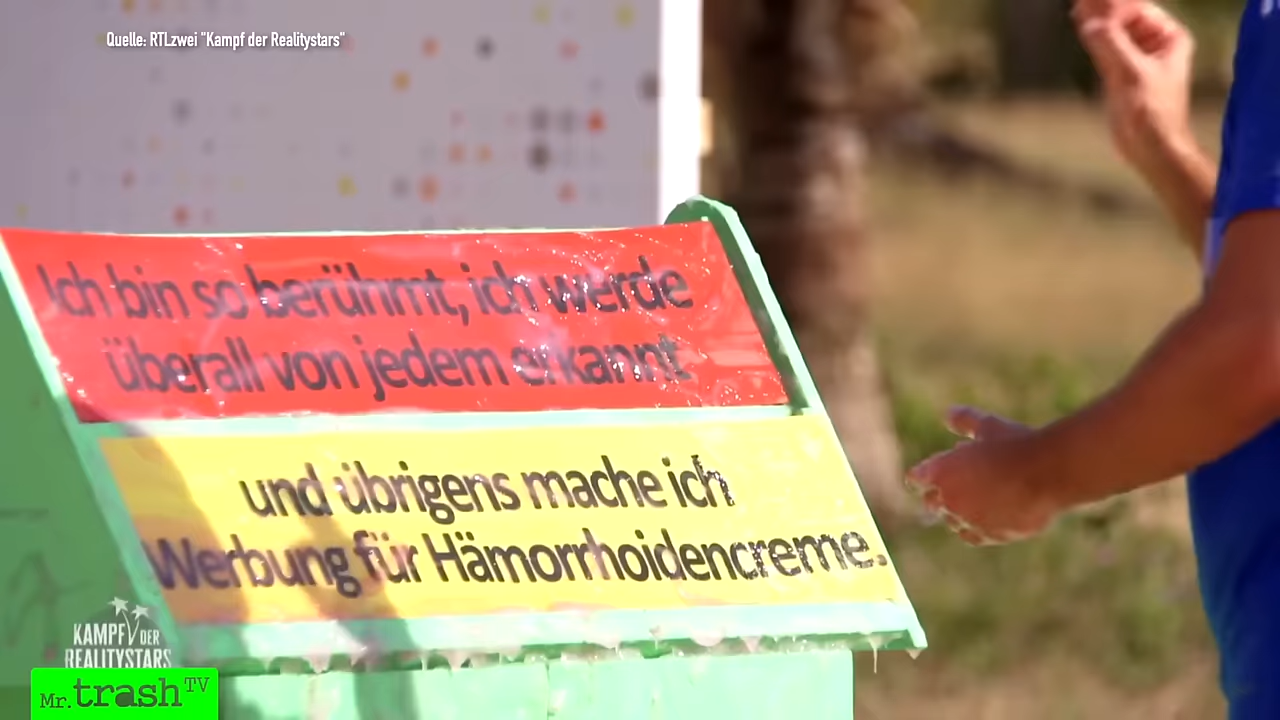 Quelle: RTLzwei "Kampf der Realitystars"
Ich bin so berühmt, ich werde
überall von jedem erkannt
und übrigens mache ich
Werbung für Hämorrhoidencreme.
KAMPF DER
REALITYSTARS
Mr. trash TV